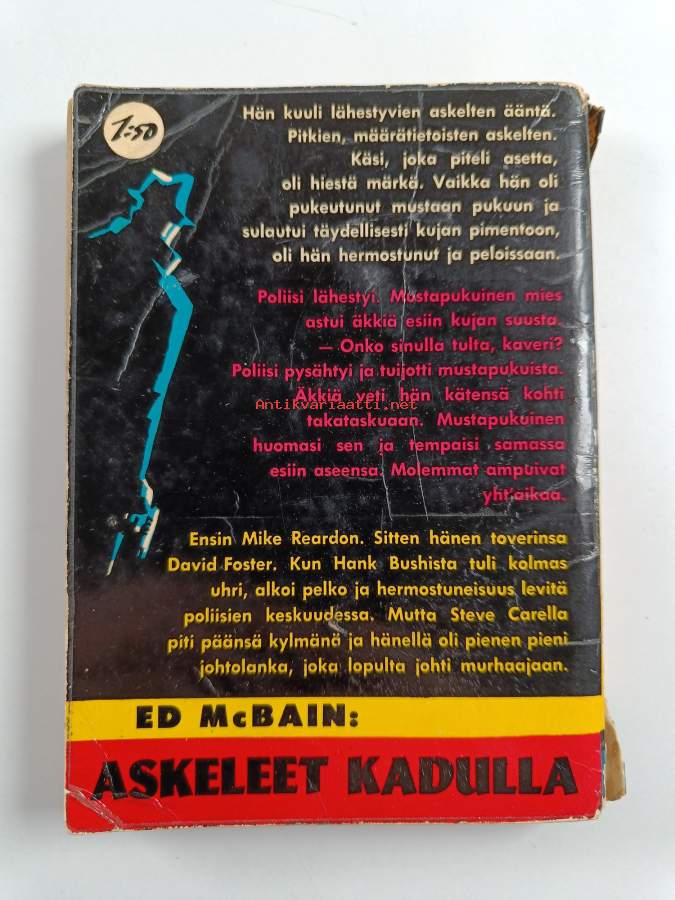 1:50
Hän kuuli lähestyvien askelten ääntä.
Pitkien, määrätietoisten askelten.
Käsi, joka piteli asetta,
oli hiestä märkä. Vaikka hän oli
pukeutunut mustaan pukuun ja
sulautui täydellisesti kujan pimentoon,
oli hän hermostunut ja peloissaan.
Poliisi lähestyi. Mustapukuinen mies
astui äkkiä esiin kujan suusta.
— Onko sinulla tulta, kaveri?
Poliisi pysähtyi ja tuijotti mustapukuista.
Äkkiä veti hän kätensä kohti
Antikvariaatti.net
takataskuaan. Mustapukuinen
huomasi sen ja tempaisi samassa
esiin aseensa. Molemmat ampuivat
yht'aikaa.
Ensin Mike Reardon. Sitten hänen toverinsa
David Foster. Kun Hank Bushista tuli kolmas
uhri, alkoi pelko ja hermostuneisuus levitä
poliisien keskuudessa. Mutta Steve Carella
piti päänsä kylmänä ja hänellä oli pienen pieni
johtolanka, joka lopulta johti murhaajaan.
ED McBAIN:
ASKELEET KADULLA